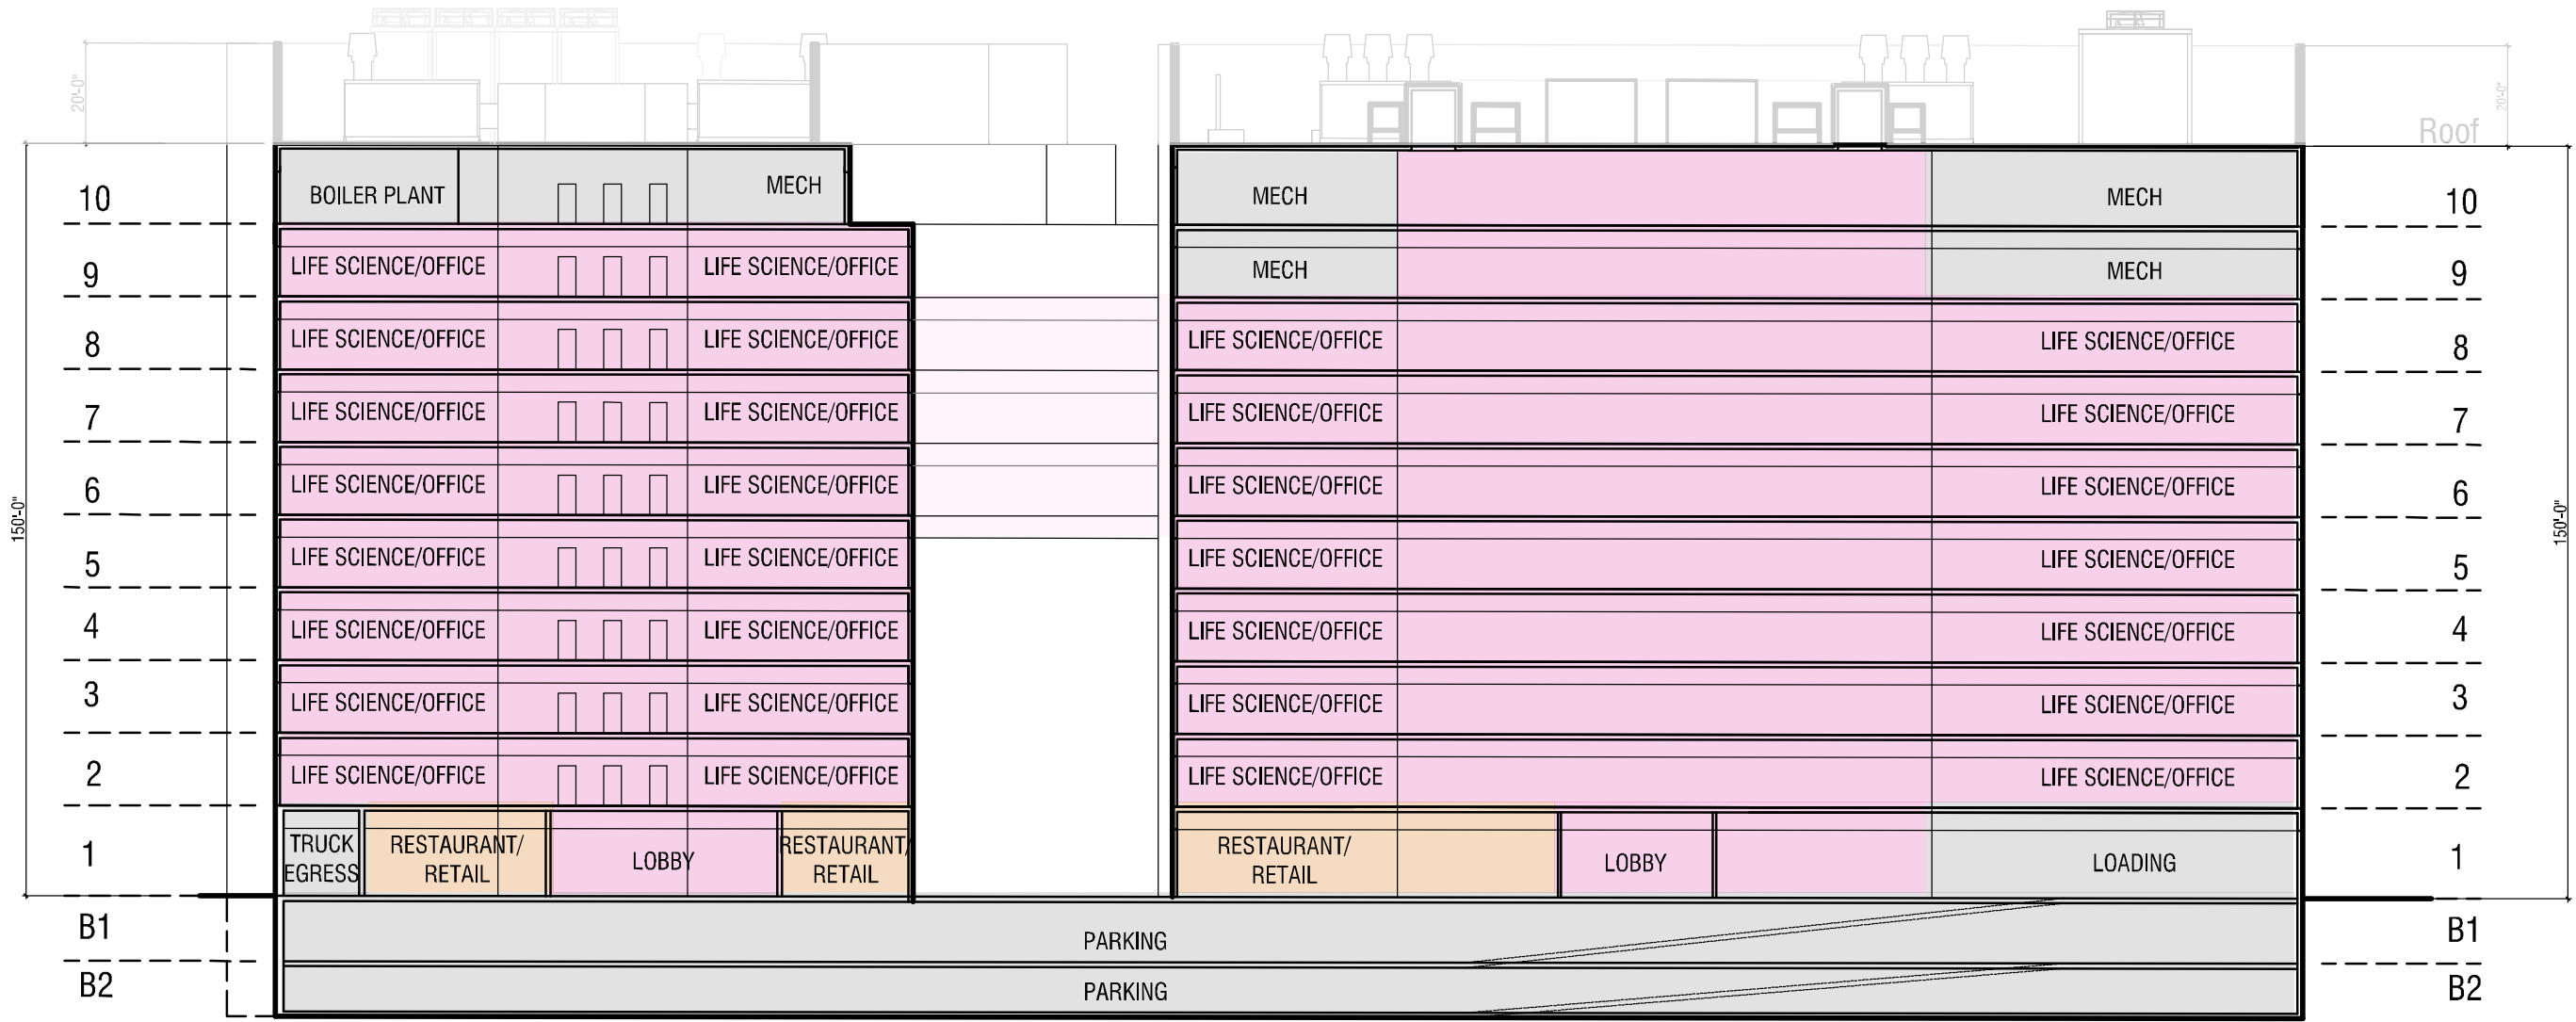 20'-0"
20'-0"
Roof
10
BOILER PLANT
MECH
MECH
MECH
10
9
LIFE SCIENCE/OFFICE
LIFE SCIENCE/OFFICE
MECH
MECH
9
8
LIFE SCIENCE/OFFICE
LIFE SCIENCE/OFFICE
LIFE SCIENCE/OFFICE
LIFE SCIENCE/OFFICE
8
7
LIFE SCIENCE/OFFICE
LIFE SCIENCE/OFFICE
LIFE SCIENCE/OFFICE
LIFE SCIENCE/OFFICE
7
6
LIFE SCIENCE/OFFICE
LIFE SCIENCE/OFFICE
LIFE SCIENCE/OFFICE
LIFE SCIENCE/OFFICE
6
150'-0"
150'-0"
5
LIFE SCIENCE/OFFICE
LIFE SCIENCE/OFFICE
LIFE SCIENCE/OFFICE
LIFE SCIENCE/OFFICE
5
4
LIFE SCIENCE/OFFICE
LIFE SCIENCE/OFFICE
LIFE SCIENCE/OFFICE
LIFE SCIENCE/OFFICE
4
3
LIFE SCIENCE/OFFICE
LIFE SCIENCE/OFFICE
LIFE SCIENCE/OFFICE
LIFE SCIENCE/OFFICE
3
2
LIFE SCIENCE/OFFICE
LIFE SCIENCE/OFFICE
LIFE SCIENCE/OFFICE
LIFE SCIENCE/OFFICE
2
1
TRUCK
EGRESS
RESTAURANT/
RETAIL
LOBBY
RESTAURANT/
RETAIL
RESTAURANT/
RETAIL
LOBBY
LOADING
1
B1
PARKING
B1
B2
PARKING
B2